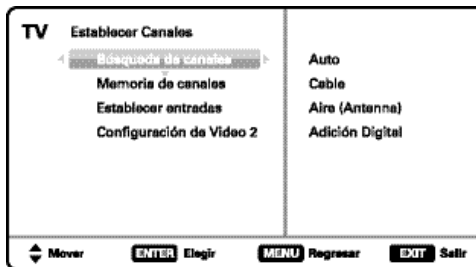 TV Establecer Canales
Búsqueda de canales Auto
Memoria de canales Cable
Establecer entradas Aire (Antenna)
Configuración de Video 2 Adición Digital
Mover ENTER Elegir MENU Regresar EXIT Salir